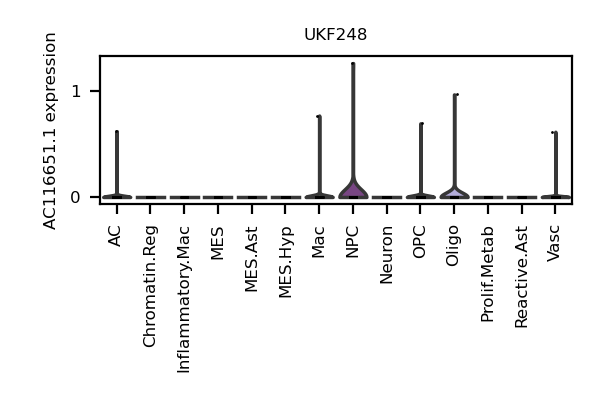 UKF248
AC116651.1 expression
1
0
AC
Chromatin.Reg
Inflammatory.Mac
MES
MES.Ast
MES.Hyp
Mac
NPC
Neuron
OPC
Oligo
Prolif.Metab
Reactive.Ast
Vasc